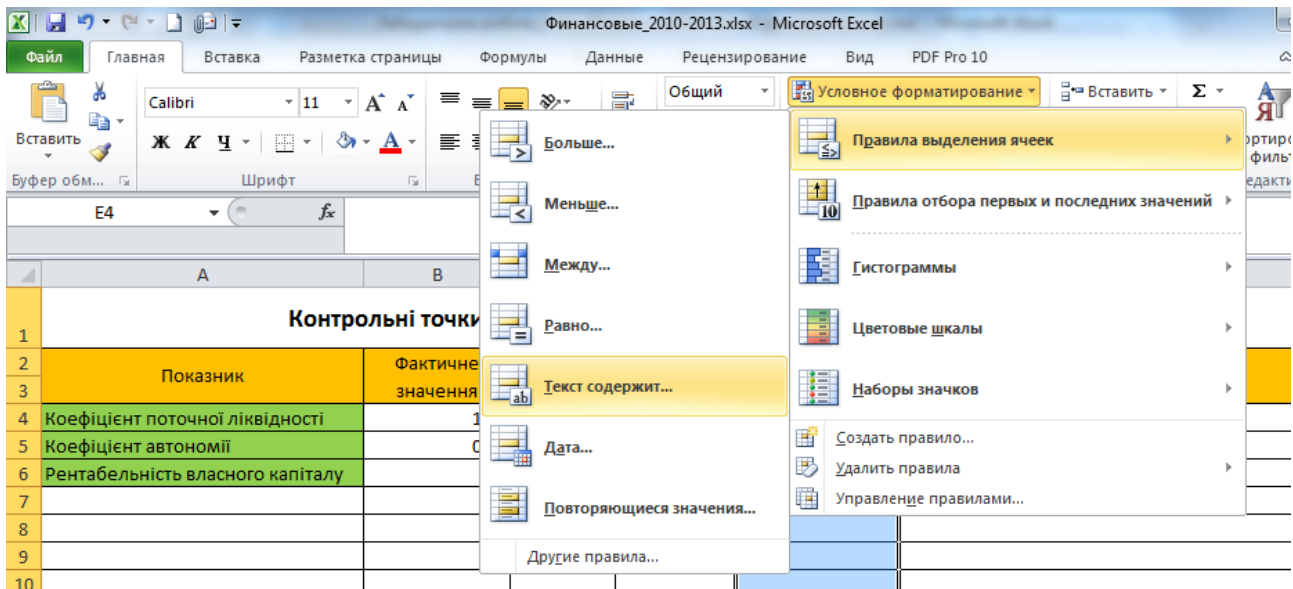 Финансовые_2010-2013.xlsx - Microsoft Excel
Файл Главная Вставка Разметка страницы Формулы Данные Рецензирование Вид PDF Pro 10
Вставить
Calibri 11 A A
Ж К Ч А
Буфер обм... Шрифт
Общий
Условное форматирование
Вставить Σ
А
Я
E4 fx
Больше...
Меньше...
Между...
Равно...
Текст содержит...
Дата...
Повторяющиеся значения...
Другие правила...
Правила выделения ячеек
Правила отбора первых и последних значений
Гистограммы
Цветовые шкалы
Наборы значков
Создать правило...
Удалить правила
Управление правилами...
A B
1 Контрольні точки
2 Показник Фактичне
3 значення
4 Коефіцієнт поточної ліквідності 1
5 Коефіцієнт автономії 0
6 Рентабельність власного капіталу
7
8
9
10